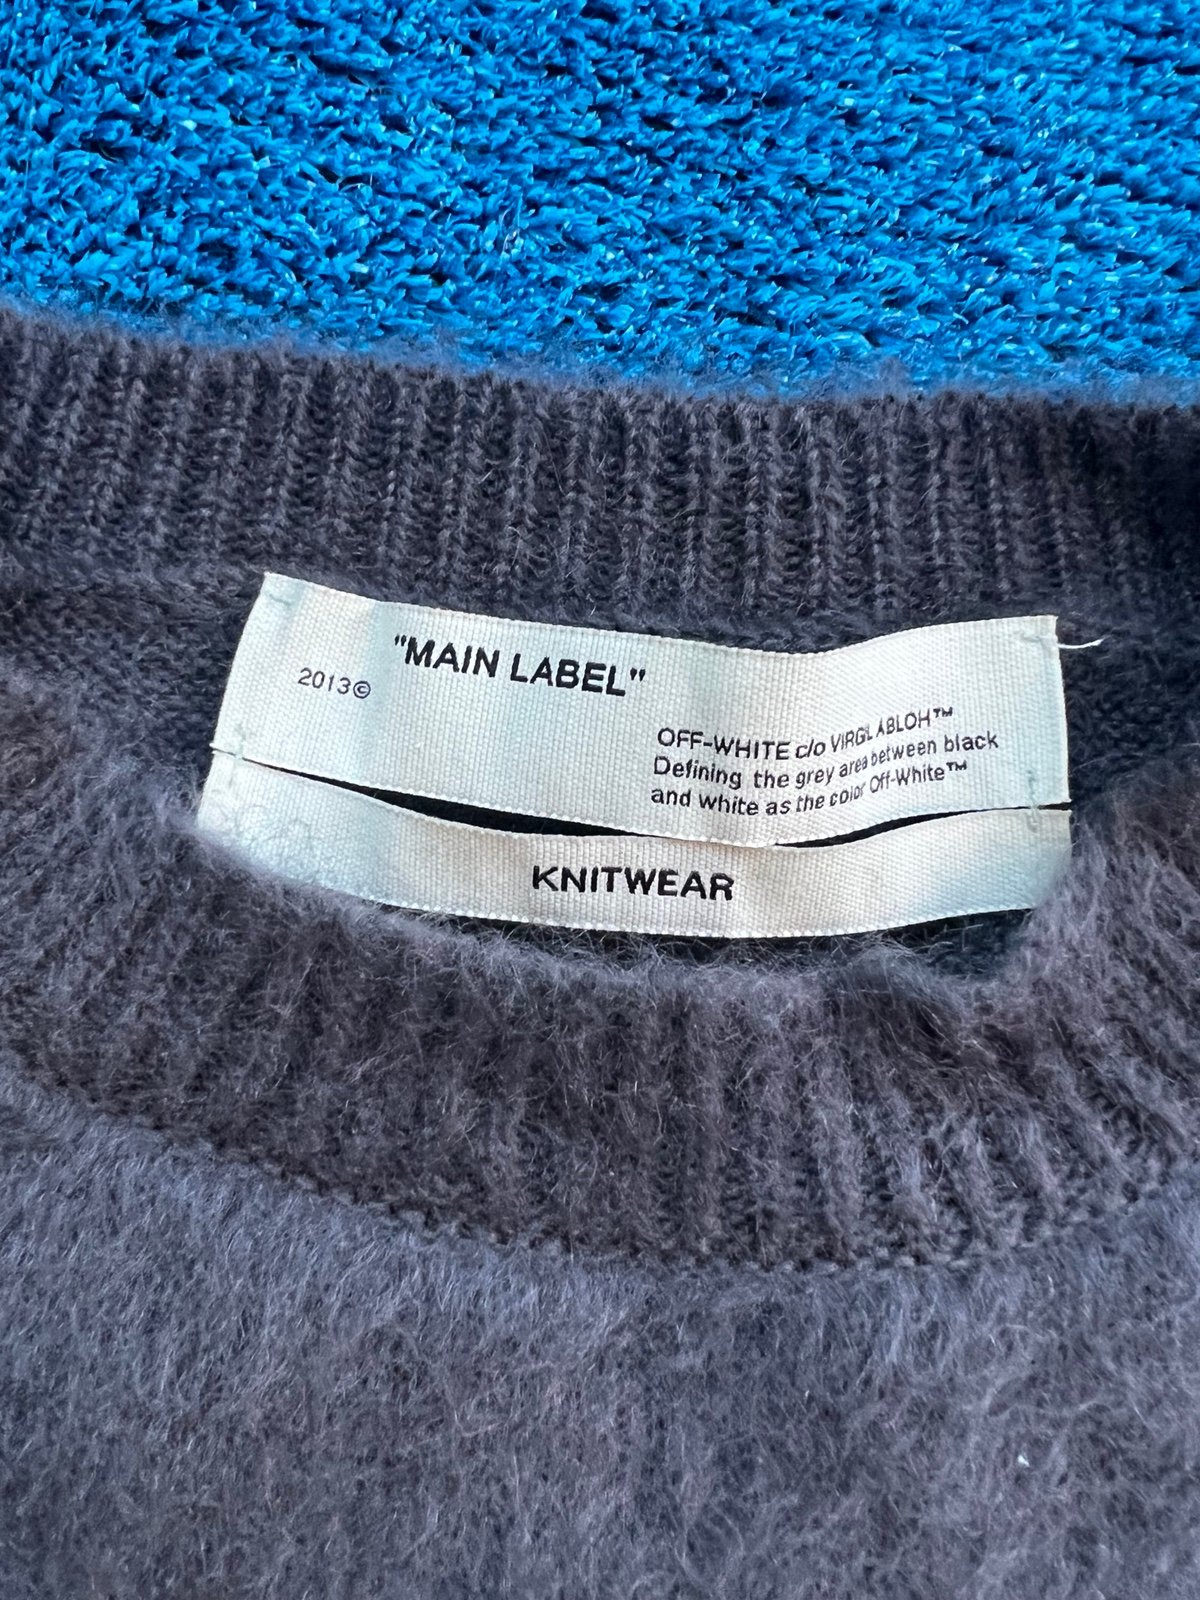 "MAIN LABEL"
2013©
OFF-WHITE c/o VIRGIL ABLOH™
Defining the grey area between black
and white as the color Off-White™
KNITWEAR